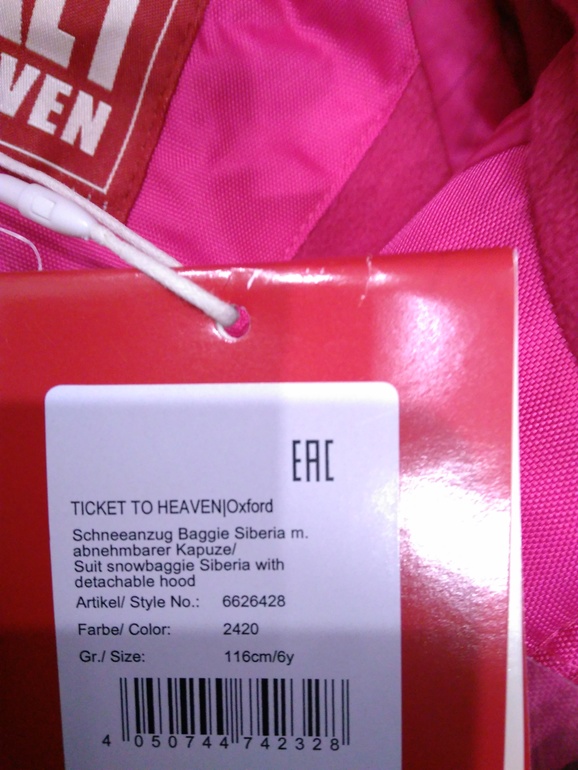 VEN
EAC
TICKET TO HEAVEN|Oxford
Schneeanzug Baggie Siberia m.
abnehmbarer Kapuze/
Suit snowbaggie Siberia with
detachable hood
Artikel/ Style No.: 6626428
Farbe/ Color: 2420
Gr./ Size: 116cm/6y
4 050744 742328